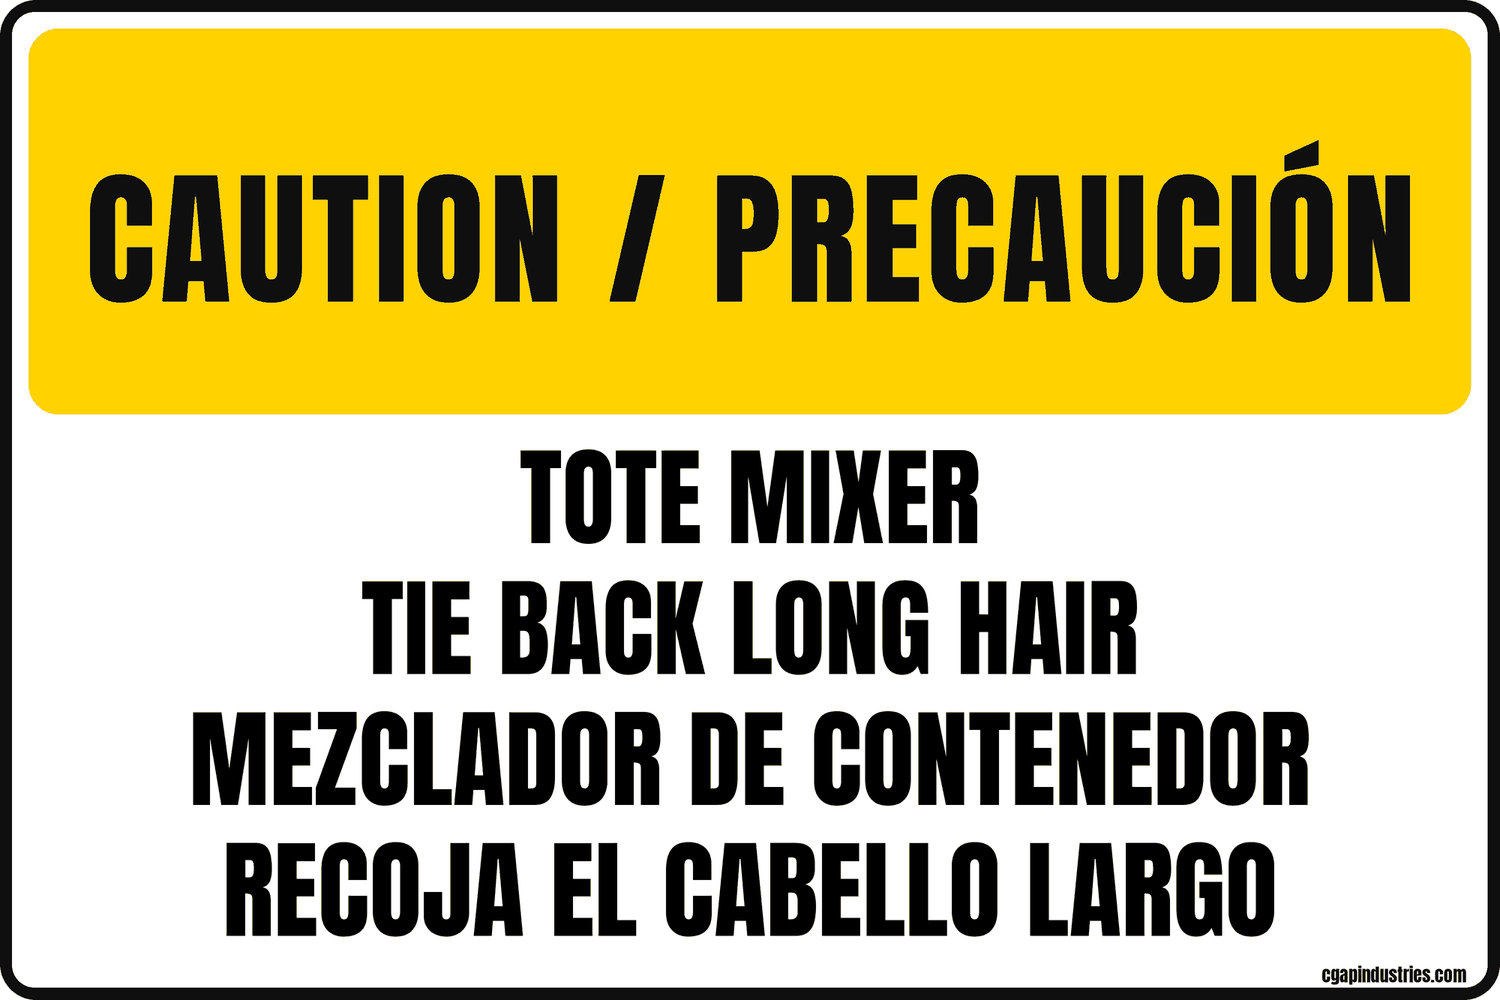 CAUTION / PRECAUCIÓN
TOTE MIXER
TIE BACK LONG HAIR
MEZCLADOR DE CONTENEDOR
RECOJA EL CABELLO LARGO
cgapindustries.com